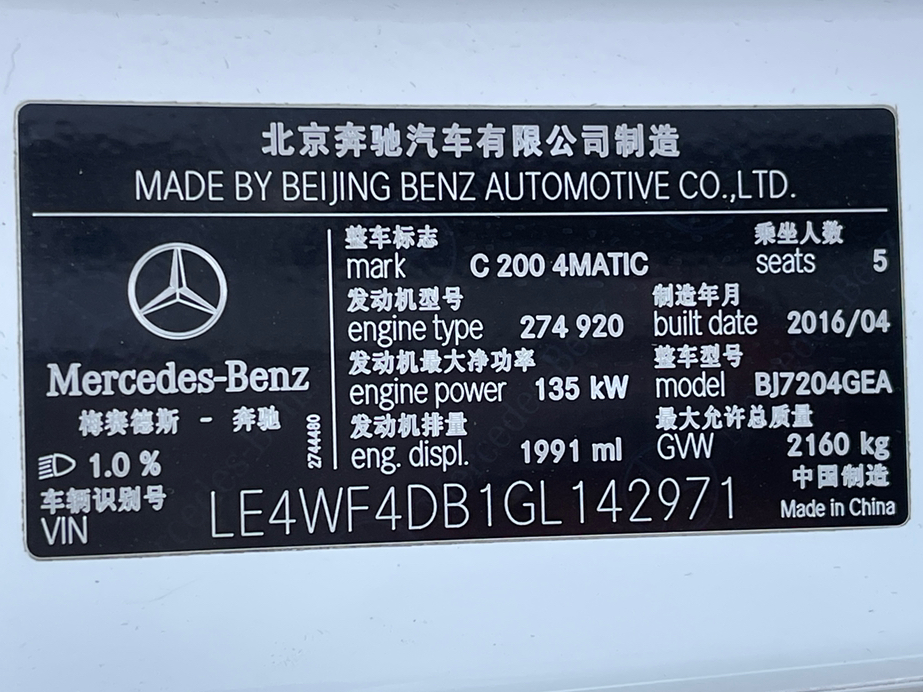 北京奔驰汽车有限公司制造
MADE BY BEIJING BENZ AUTOMOTIVE CO.,LTD.
Mercedes-Benz
梅赛德斯 - 奔驰
1.0 %
2744480
整车标志 乘坐人数
mark C 200 4MATIC seats 5
发动机型号 制造年月
engine type 274 920 built date 2016/04
发动机最大净功率 整车型号
engine power 135 kW model BJ7204GEA
发动机排量 最大允许总质量
eng. displ. 1991 ml GVW 2160 kg
车辆识别号 中国制造
VIN LE4WF4DB1GL142971 Made in China